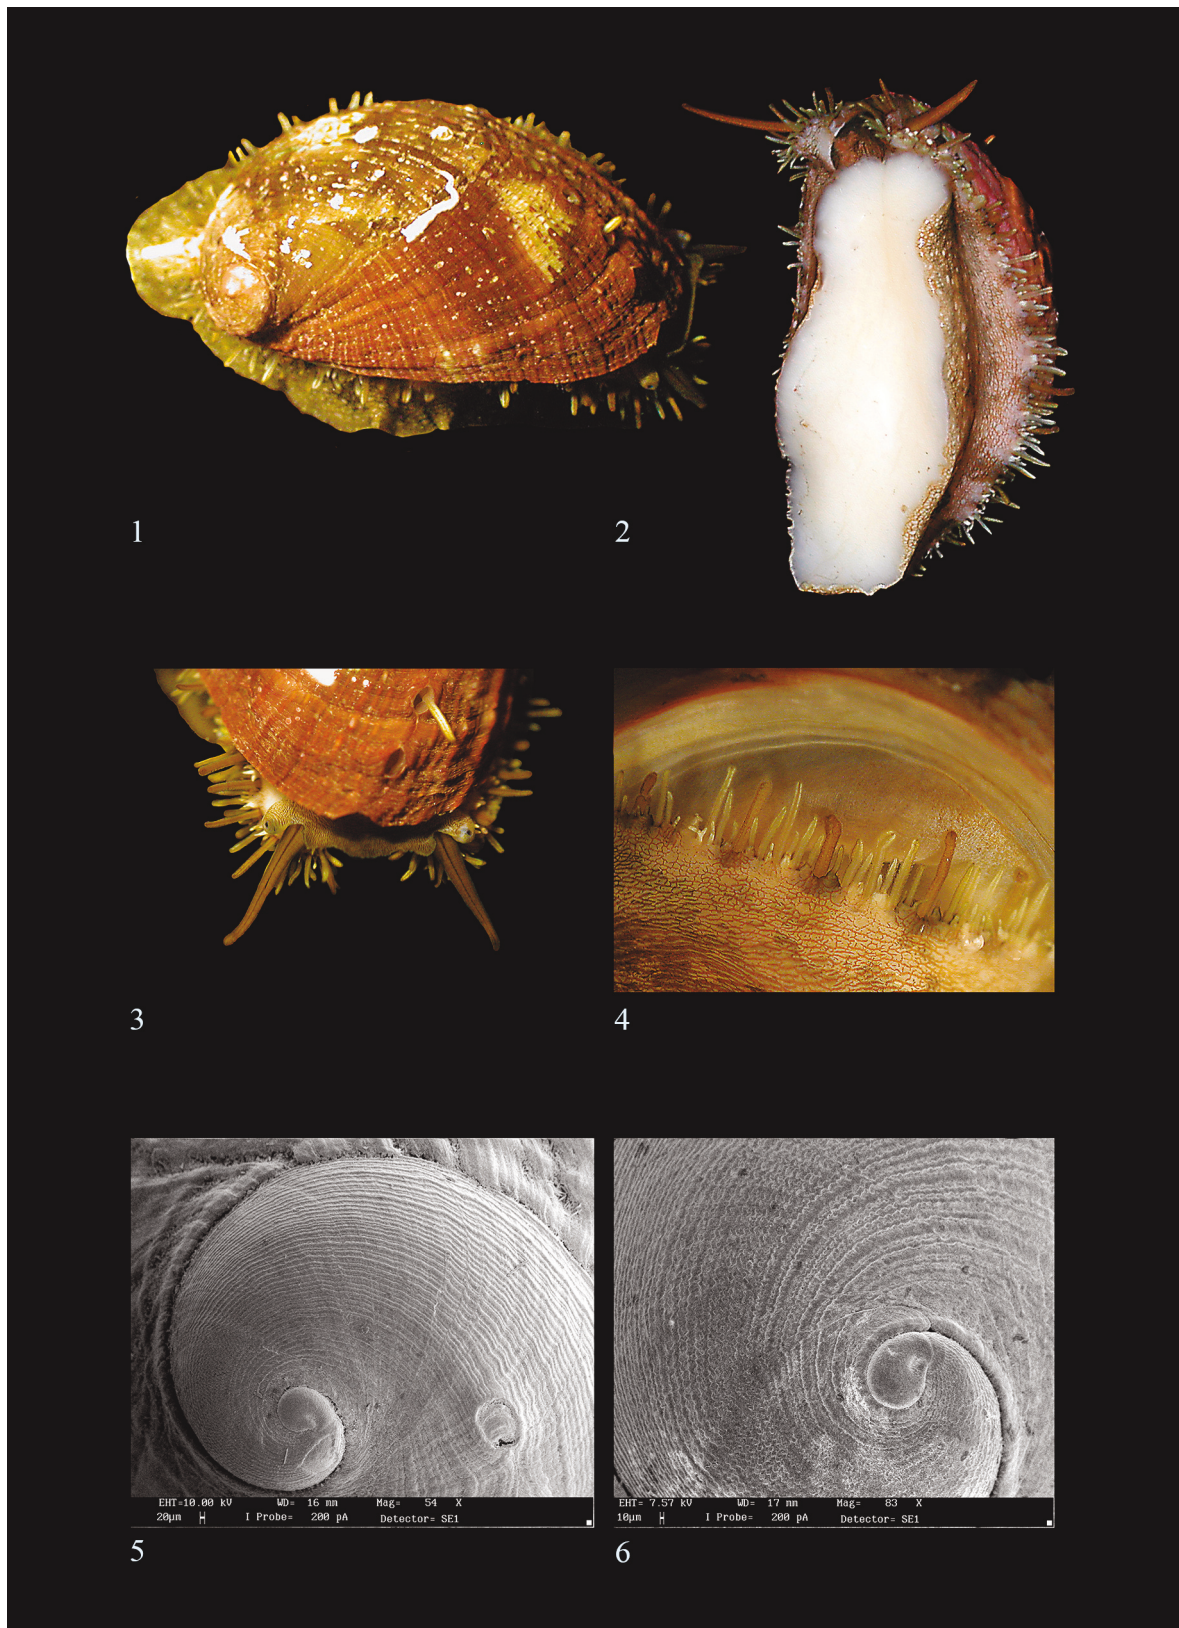 1
2
3
4
EHT=10.00 kV WD= 16 mm Mag= 54 X
20µm I Probe= 200 pA Detector= SE1
EHT= 7.57 kV WD= 17 mm Mag= 83 X
10µm I Probe= 200 pA Detector= SE1
5
6